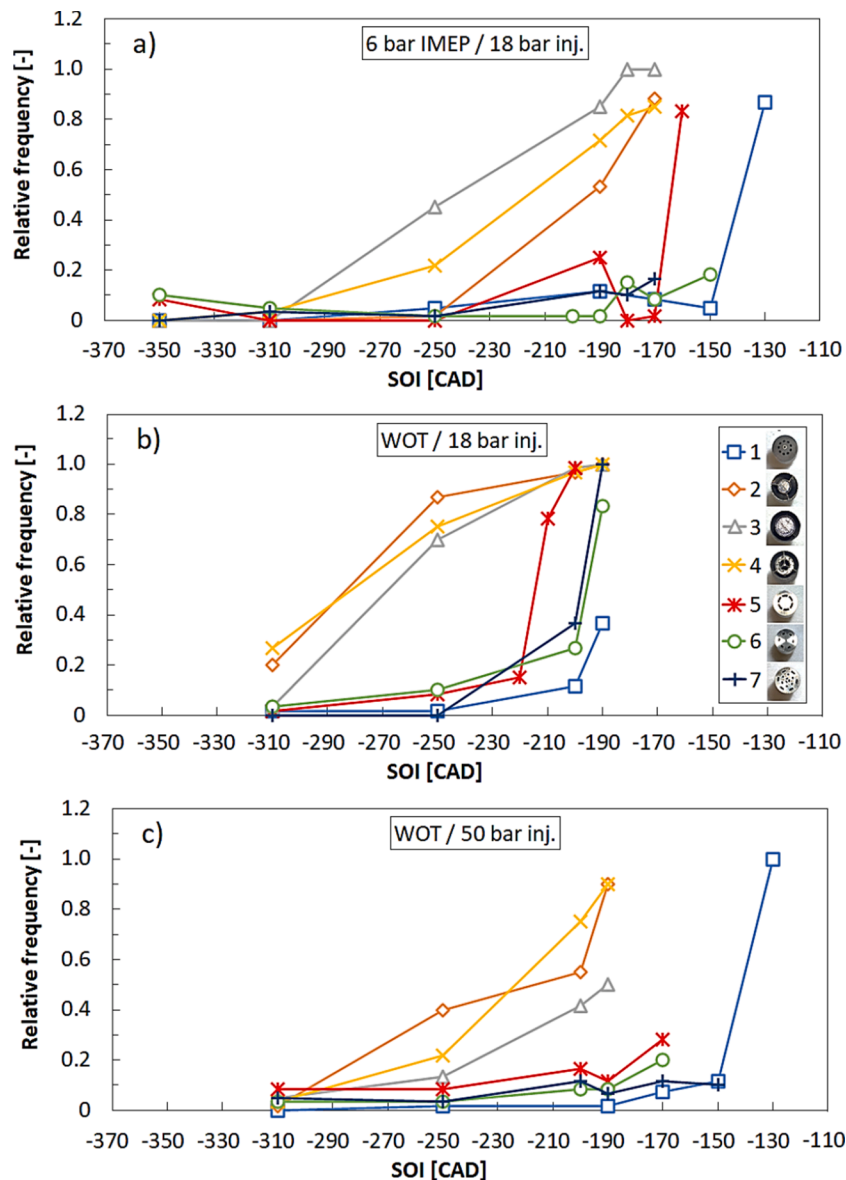 a)
6 bar IMEP / 18 bar inj.
Relative frequency [-]
1.2
1.0
0.8
0.6
0.4
0.2
0
-370 -350 -330 -310 -290 -270 -250 -230 -210 -190 -170 -150 -130 -110
SOI [CAD]
b)
WOT / 18 bar inj.
Relative frequency [-]
1.2
1.0
0.8
0.6
0.4
0.2
0
1
2
3
4
5
6
7
-370 -350 -330 -310 -290 -270 -250 -230 -210 -190 -170 -150 -130 -110
SOI [CAD]
c)
WOT / 50 bar inj.
Relative frequency [-]
1.2
1.0
0.8
0.6
0.4
0.2
0
-370 -350 -330 -310 -290 -270 -250 -230 -210 -190 -170 -150 -130 -110
SOI [CAD]